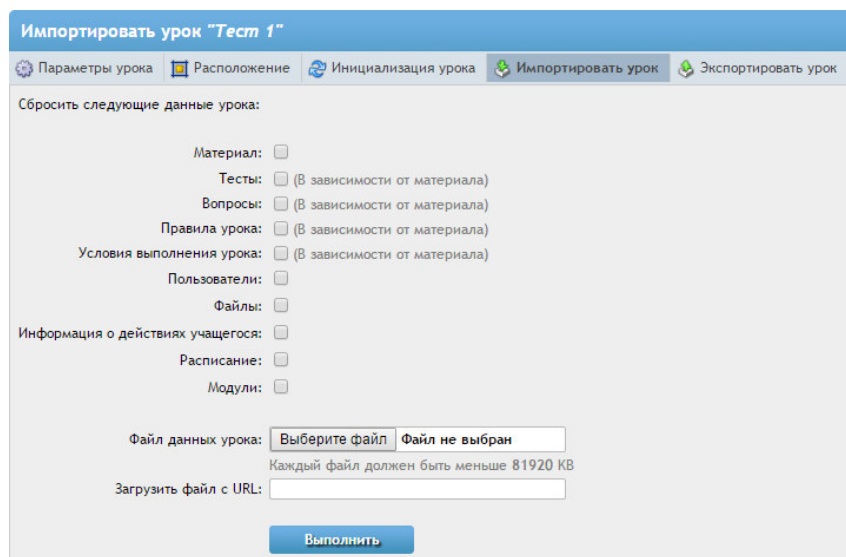 Импортировать урок "Тест 1"
Параметры урока Расположение Инициализация урока Импортировать урок Экспортировать урок
Сбросить следующие данные урока:
Материал:
Тесты: (В зависимости от материала)
Вопросы: (В зависимости от материала)
Правила урока: (В зависимости от материала)
Условия выполнения урока: (В зависимости от материала)
Пользователи:
Файлы:
Информация о действиях учащегося:
Расписание:
Модули:
Файл данных урока: Выберите файл Файл не выбран
Каждый файл должен быть меньше 81920 KB
Загрузить файл с URL:
Выполнить